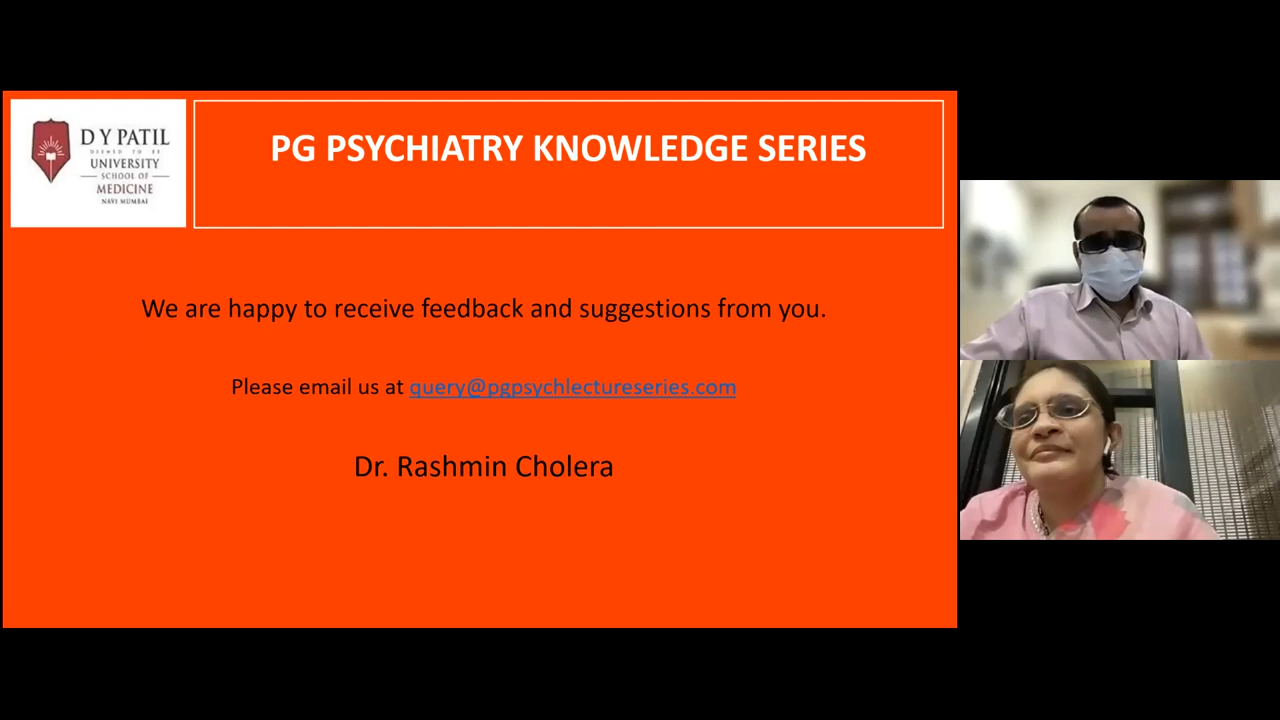 D Y PATIL
DEEMED TO BE
UNIVERSITY
SCHOOL OF
MEDICINE
NAVI MUMBAI
PG PSYCHIATRY KNOWLEDGE SERIES
We are happy to receive feedback and suggestions from you.
Please email us at query@pgpsychlectureseries.com
Dr. Rashmin Cholera